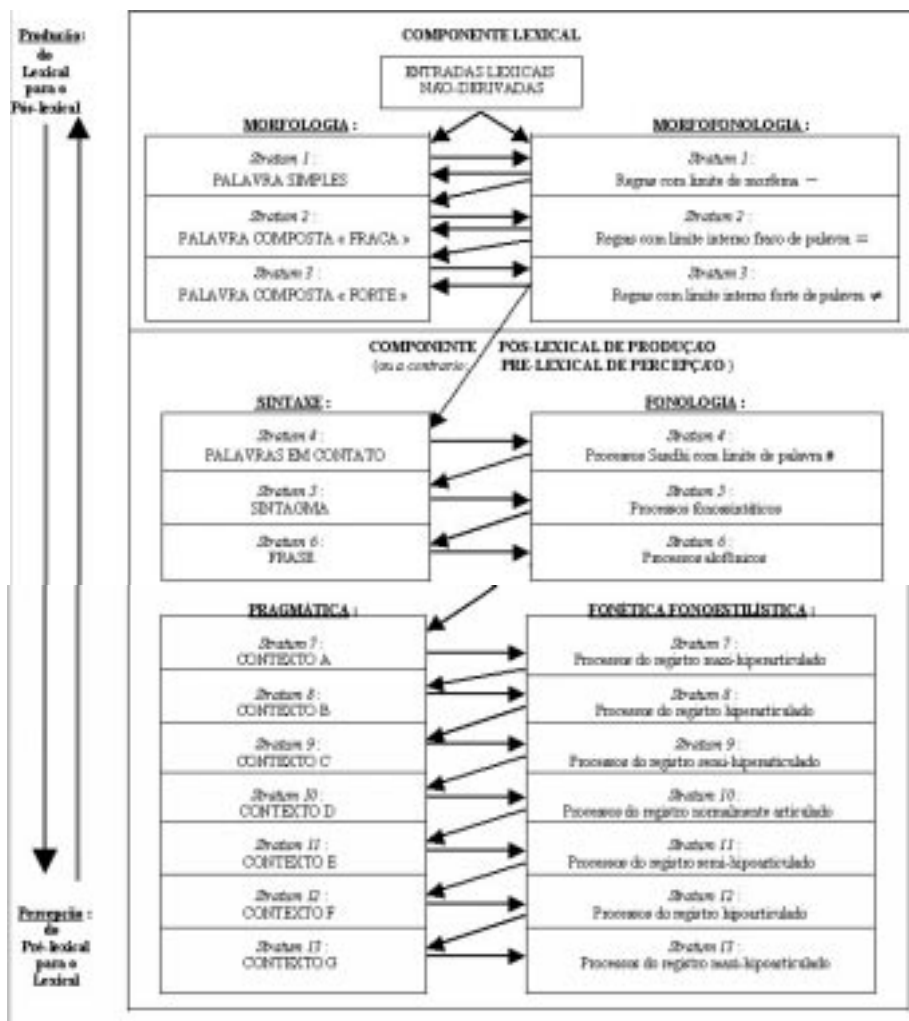 Produção :
do
Lexical
para o
Pós-lexical
COMPONENTE LEXICAL
ENTRADAS LEXICAIS
NÃO-DERIVADAS
MORFOLOGIA :
MORFOFONOLOGIA :
Stratum 1 :
PALAVRA SIMPLES
Stratum 1 :
Regras com limite de morfema −
Stratum 2 :
PALAVRA COMPOSTA « FRACA »
Stratum 2 :
Regras com limite interno fraco de palavra =
Stratum 3 :
PALAVRA COMPOSTA « FORTE »
Stratum 3 :
Regras com limite interno forte de palavra ≠
COMPONENTE PÓS-LEXICAL DE PRODUÇÃO
(ou a contrario: PRE-LEXICAL DE PERCEPÇÃO )
SINTAXE :
FONOLOGIA :
Stratum 4 :
PALAVRAS EM CONTATO
Stratum 4 :
Processos Sandhi com limite de palavra #
Stratum 5 :
SINTAGMA
Stratum 5 :
Processos fonossintáticos
Stratum 6 :
FRASE
Stratum 6 :
Processos alofônicos
PRAGMÁTICA :
FONÉTICA FONOESTILÍSTICA :
Stratum 7 :
CONTEXTO A
Stratum 7 :
Processos do registro maxi-hiperarticulado
Stratum 8 :
CONTEXTO B
Stratum 8 :
Processos do registro hiperarticulado
Stratum 9 :
CONTEXTO C
Stratum 9 :
Processos do registro semi-hiperarticulado
Stratum 10 :
CONTEXTO D
Stratum 10 :
Processos do registro normalmente articulado
Stratum 11 :
CONTEXTO E
Stratum 11 :
Processos do registro semi-hipoarticulado
Stratum 12 :
CONTEXTO F
Stratum 12 :
Processos do registro hipoarticulado
Stratum 13 :
CONTEXTO G
Stratum 13 :
Processos do registro maxi-hipoarticulado
Percepção :
do
Pré-lexical
para o
Lexical